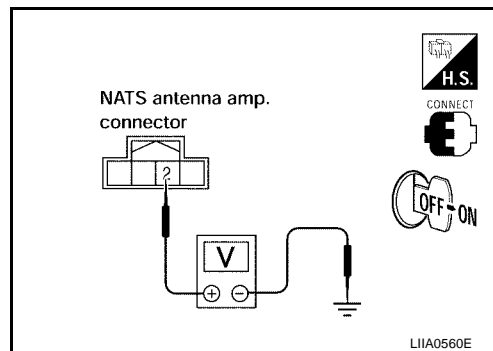 NATS antenna amp.
connector
2
V
+ −
H.S.
CONNECT
OFF ON
LIIA0560E